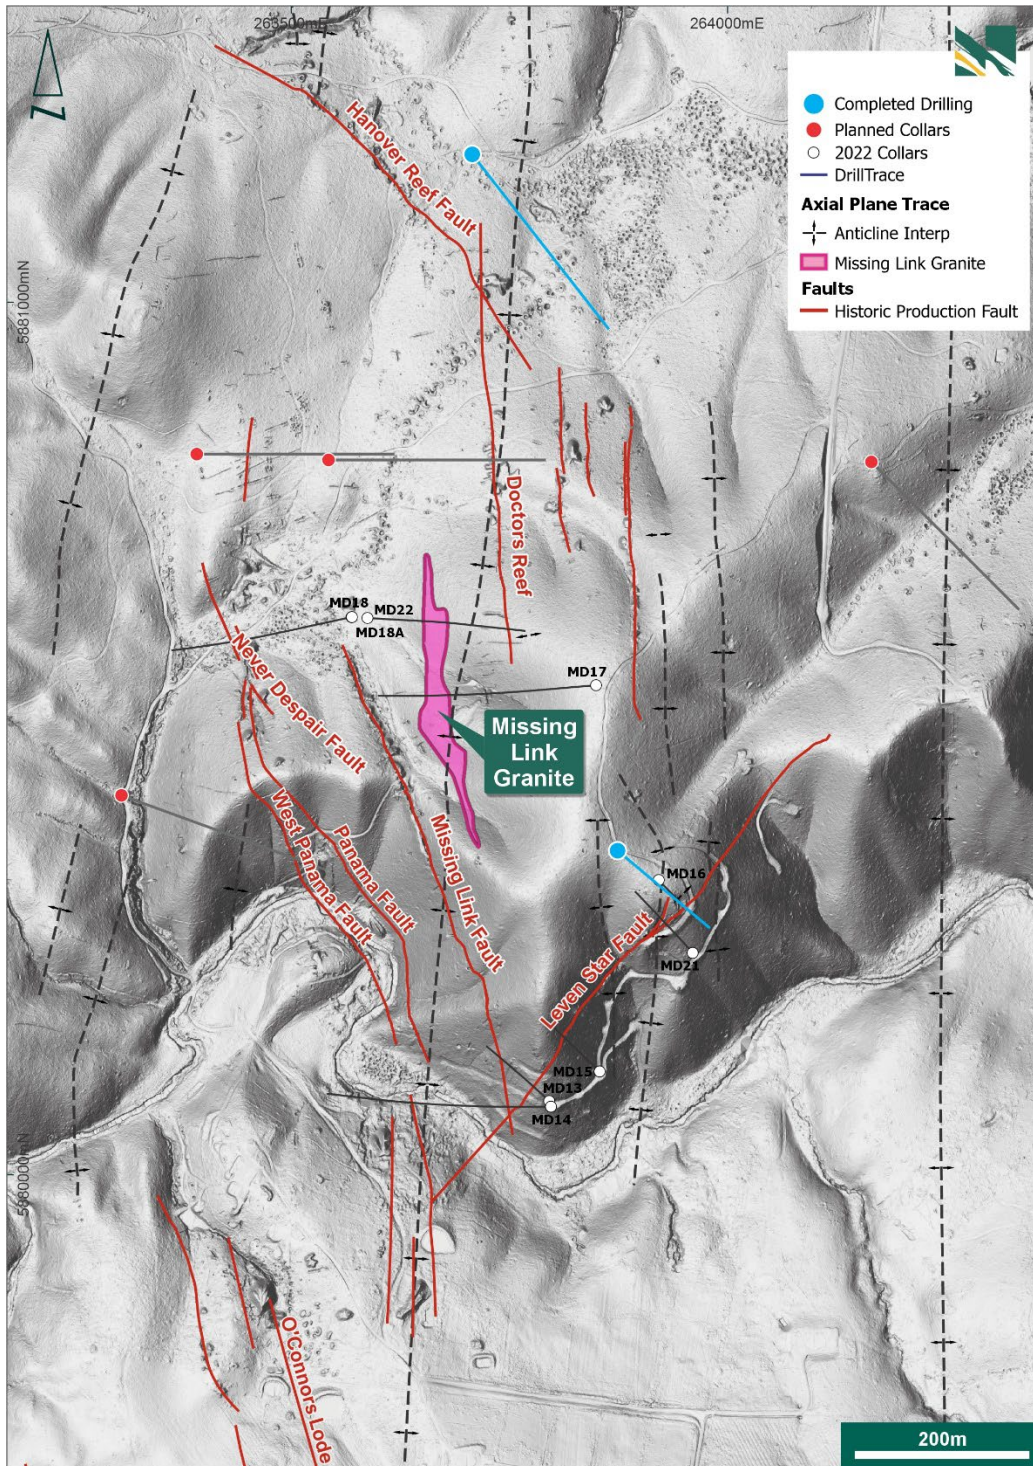 263500mE
264000mE
Z
5881000mN
5880000mN
Completed Drilling
Planned Collars
2022 Collars
DrillTrace
Axial Plane Trace
Anticline Interp
Missing Link Granite
Faults
Historic Production Fault
Hanover Reef Fault
Doctors Reef
MD18
MD22
MD18A
MD17
Never Despair Fault
Missing
Link
Granite
West Panama Fault
Panama Fault
Missing Link Fault
MD16
MD21
Leven Star Fault
MD15
MD13
MD14
O'Connors Lode
200m